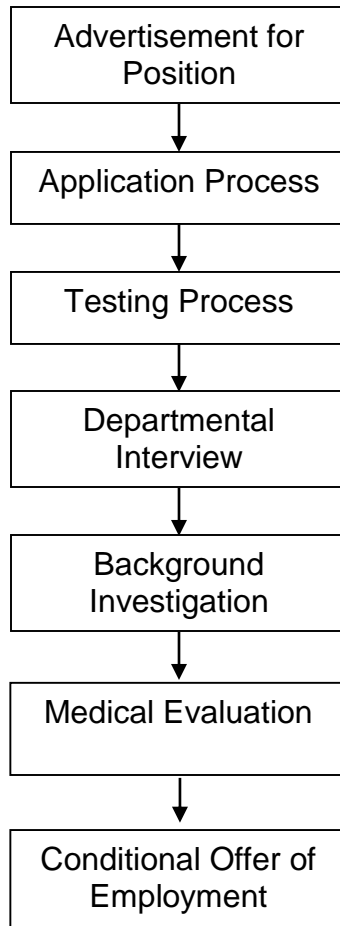 Advertisement for
Position
Application Process
Testing Process
Departmental
Interview
Background
Investigation
Medical Evaluation
Conditional Offer of
Employment